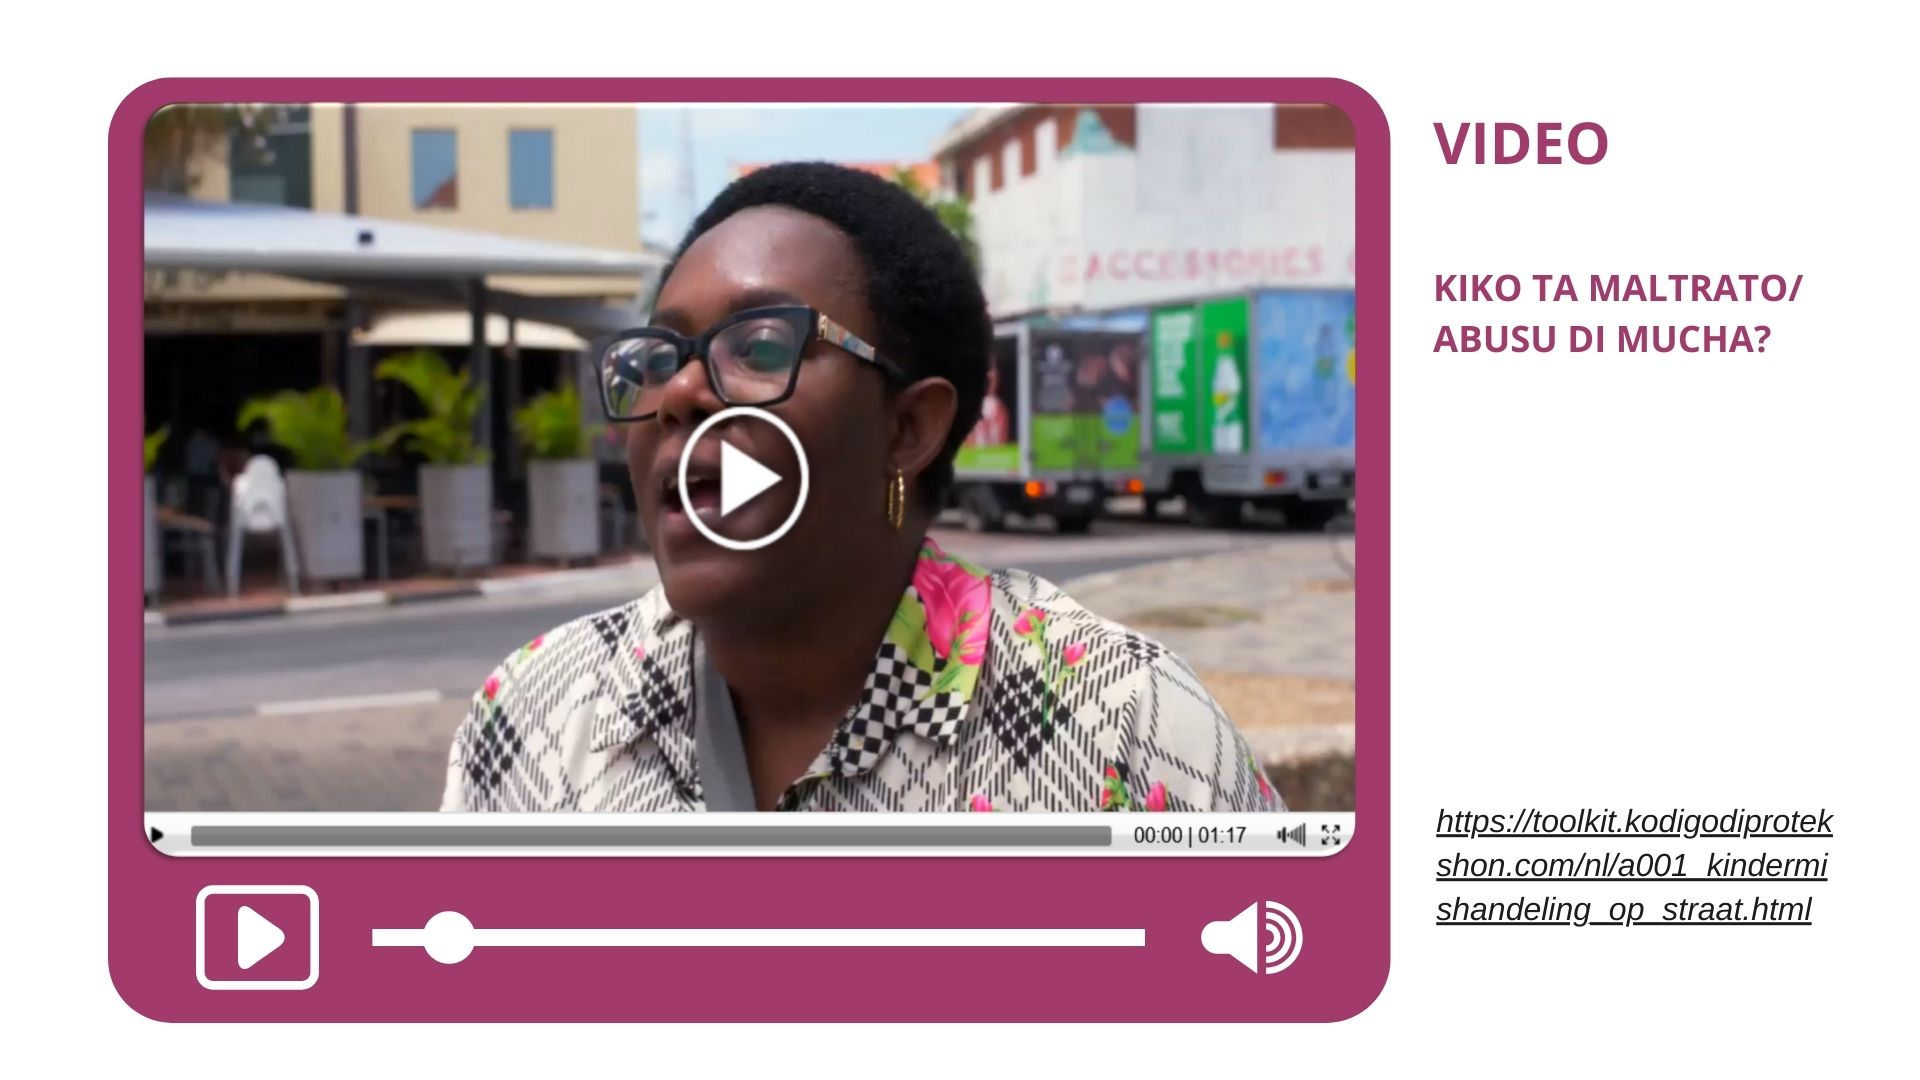 VIDEO
KIKO TA MALTRATO/
ABUSU DI MUCHA?
ACCESSORIES
00:00 | 01:17
https://toolkit.kodigodiprotek
shon.com/nl/a001_kindermi
shandeling_op_straat.html